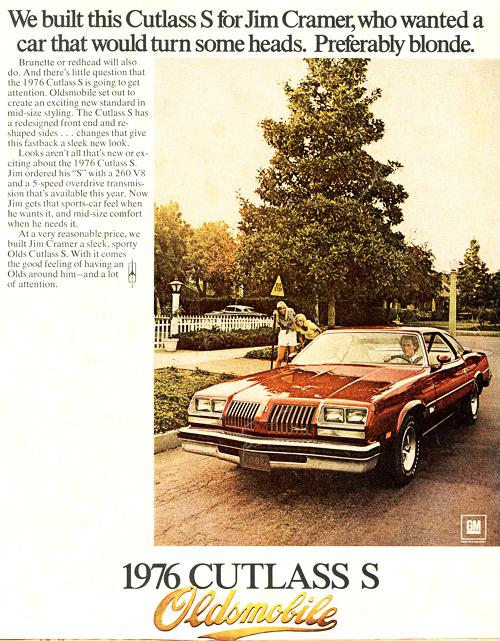 We built this Cutlass S for Jim Cramer, who wanted a
car that would turn some heads. Preferably blonde.
Brunette or redhead will also
do. And there's little question that
the 1976 Cutlass S is going to get
attention. Oldsmobile set out to
create an exciting new standard in
mid-size styling. The Cutlass S has
a redesigned front end and re-
shaped sides . . . changes that give
this fastback a sleek new look.
Looks aren't all that's new or ex-
citing about the 1976 Cutlass S.
Jim ordered his "S" with a 260 V8
and a 5-speed overdrive transmis-
sion that's available this year. Now
Jim gets that sports-car feel when
he wants it, and mid-size comfort
when he needs it.
At a very reasonable price, we
built Jim Cramer a sleek, sporty
Olds Cutlass S. With it comes
the good feeling of having an
Olds around him—and a lot
of attention.
GM
1976 CUTLASS S
Oldsmobile